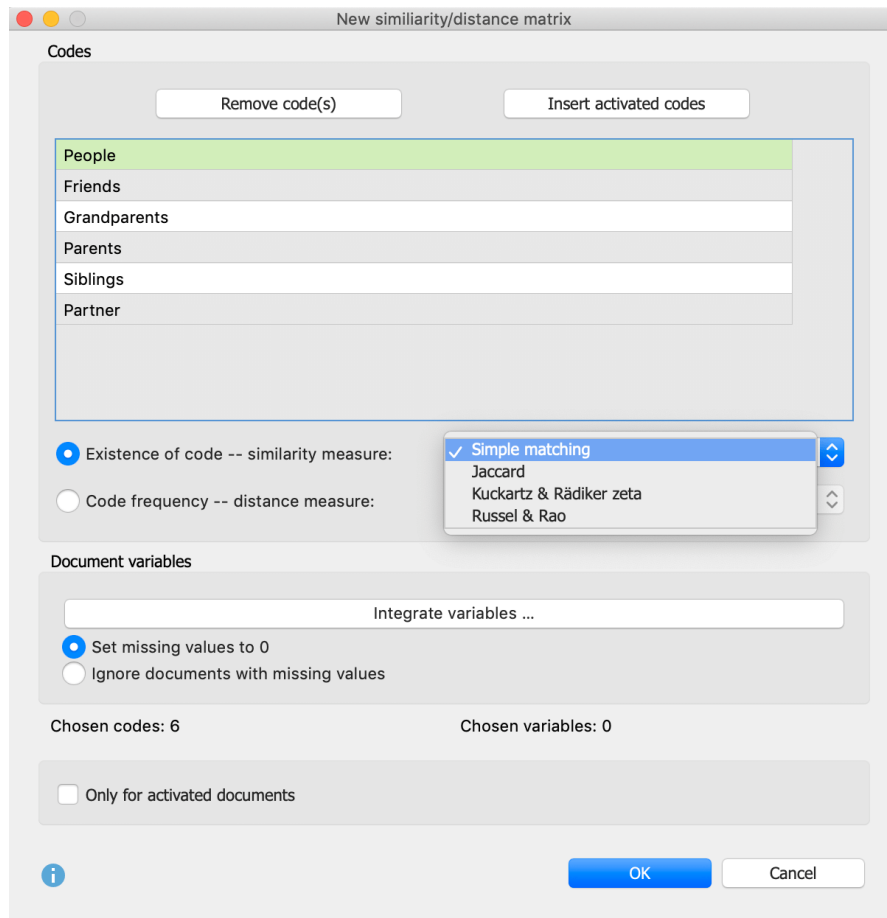 New similiarity/distance matrix
Codes
Remove code(s)
Insert activated codes
People
Friends
Grandparents
Parents
Siblings
Partner
Existence of code -- similarity measure:
Simple matching
Jaccard
Kuckartz & Rädiker zeta
Russel & Rao
Code frequency -- distance measure:
Document variables
Integrate variables ...
Set missing values to 0
Ignore documents with missing values
Chosen codes: 6
Chosen variables: 0
Only for activated documents
OK
Cancel